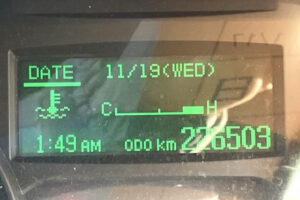 DATE 11/19(WED)
C H
1:49 AM ODO km 226503